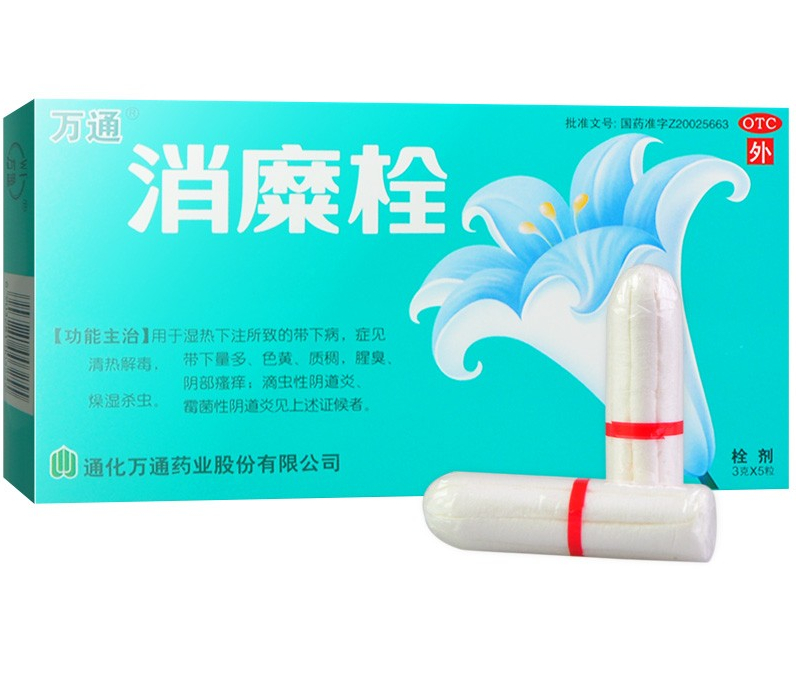 万通®
批准文号: 国药准字Z20025663
OTC
外
消糜栓
【功能主治】用于湿热下注所致的带下病，症见
清热解毒，带下量多、色黄、质稠，腥臭、
阴部瘙痒；滴虫性阴道炎、
燥湿杀虫，霉菌性阴道炎见上述证候者。
通化万通药业股份有限公司
栓剂
3克X5粒